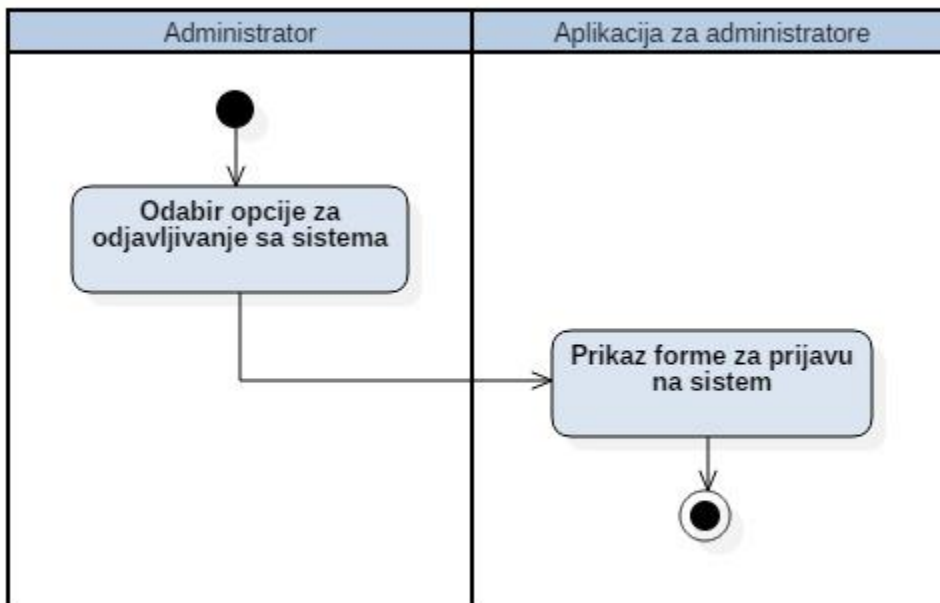 Administrator
Aplikacija za administratore
Odabir opcije za
odjavljivanje sa sistema
Prikaz forme za prijavu
na sistem